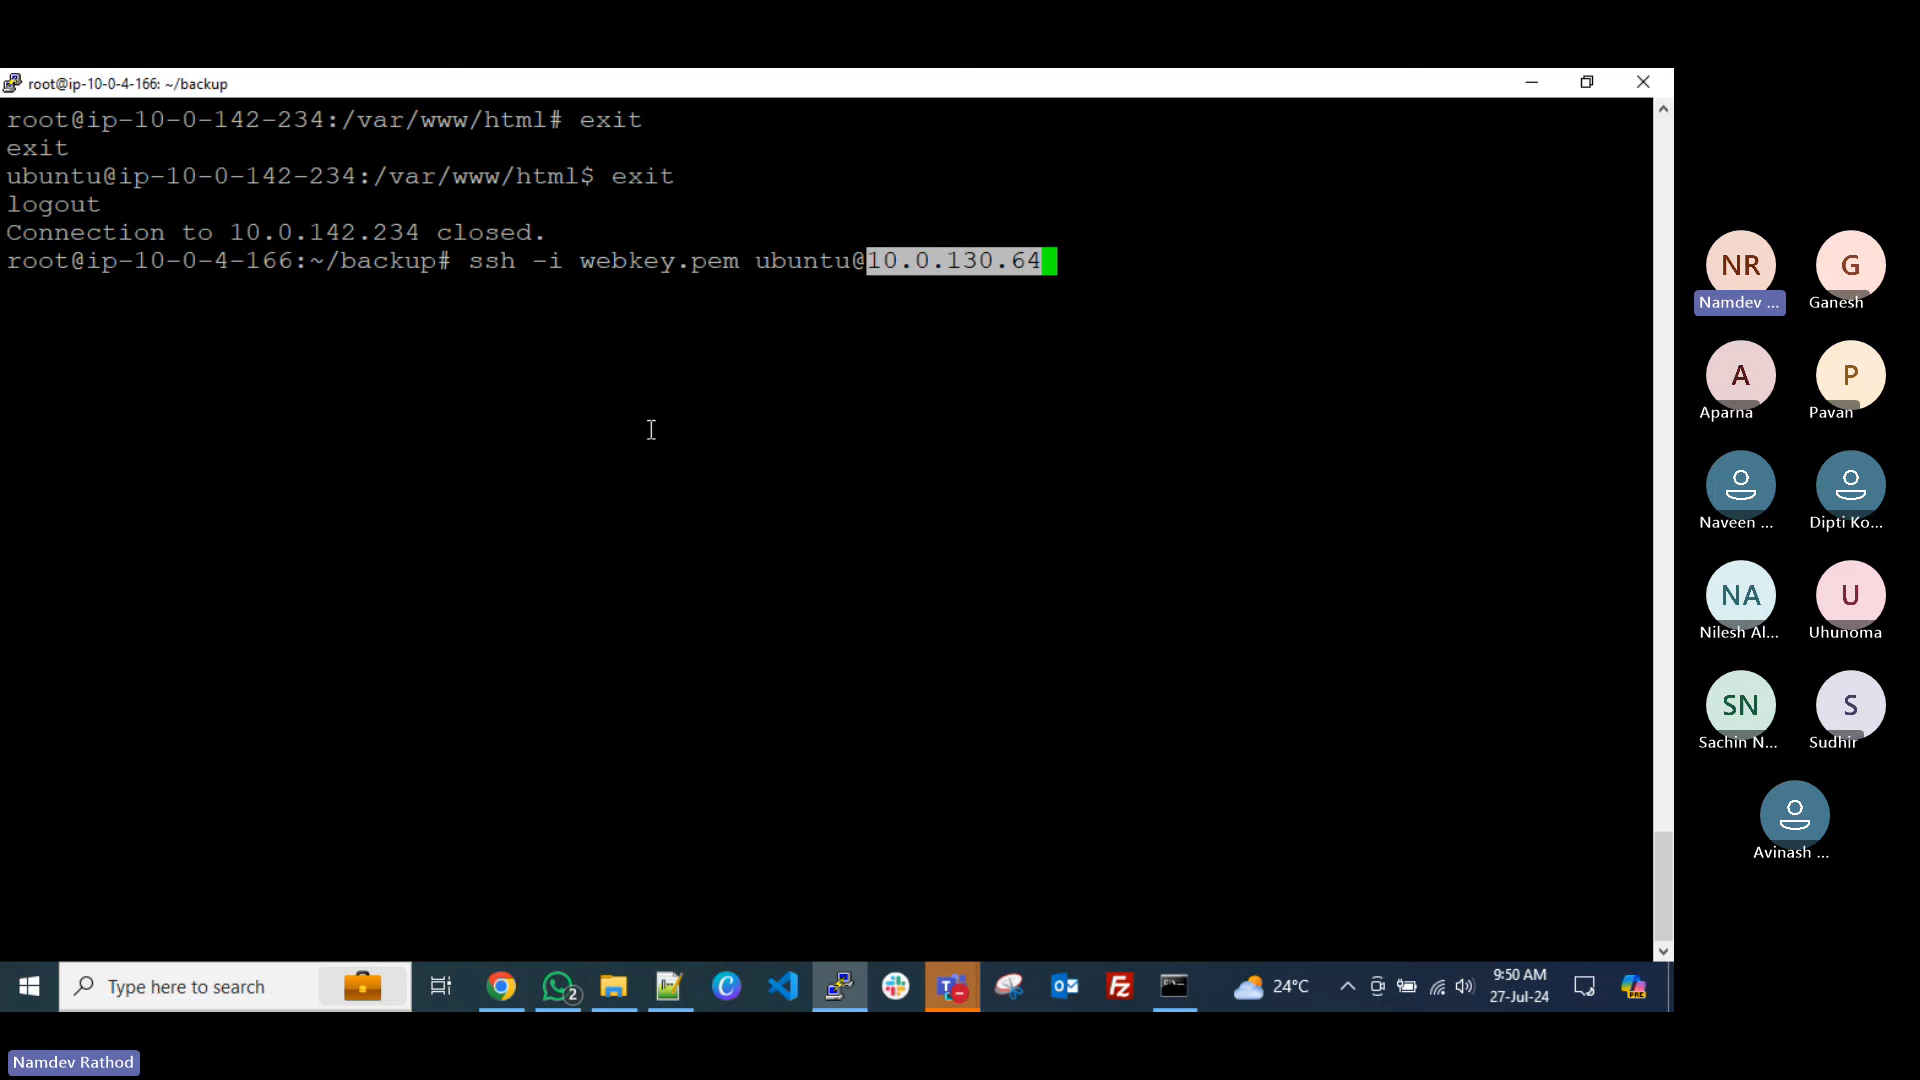 root@ip-10-0-4-166: ~/backup
root@ip-10-0-142-234:/var/www/html# exit
exit
ubuntu@ip-10-0-142-234:/var/www/html$ exit
logout
Connection to 10.0.142.234 closed.
root@ip-10-0-4-166:~/backup# ssh -i webkey.pem ubuntu@10.0.130.64
NR
Namdev ...
G
Ganesh
A
Aparna
P
Pavan
Naveen ...
Dipti Ko...
NA
Nilesh Al...
U
Uhunoma
SN
Sachin N...
S
Sudhir
Avinash ...
Type here to search
2
24°C
9:50 AM
27-Jul-24
PRE
Namdev Rathod